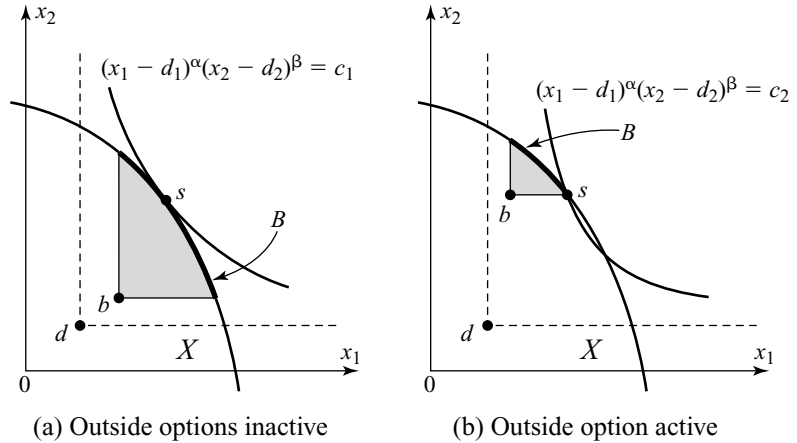 x₂
(x₁ − d₁)^α(x₂ − d₂)^β = c₁
s
B
b
d
X
x₁
0
(a) Outside options inactive
x₂
(x₁ − d₁)^α(x₂ − d₂)^β = c₂
B
b
s
d
X
x₁
0
(b) Outside option active